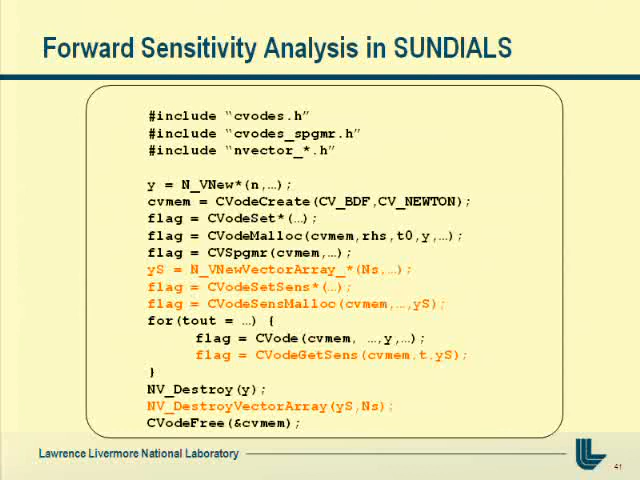 Forward Sensitivity Analysis in SUNDIALS
#include “cvodes.h”
#include “cvodes_spgmr.h”
#include “nvector_*.h”
y = N_VNew*(n,…);
cvmem = CVodeCreate(CV_BDF,CV_NEWTON);
flag = CVodeSet*(…);
flag = CVodeMalloc(cvmem,rhs,t0,y,…);
flag = CVSpgmr(cvmem,…);
yS = N_VNewVectorArray_*(Ns,…);
flag = CVodeSetSens*(…);
flag = CVodeSensMalloc(cvmem,…,yS);
for(tout = …) {
flag = CVode(cvmem, …,y,…);
flag = CVodeGetSens(cvmem,t,yS);
}
NV_Destroy(y);
NV_DestroyVectorArray(yS,Ns);
CVodeFree(&cvmem);
Lawrence Livermore National Laboratory
41